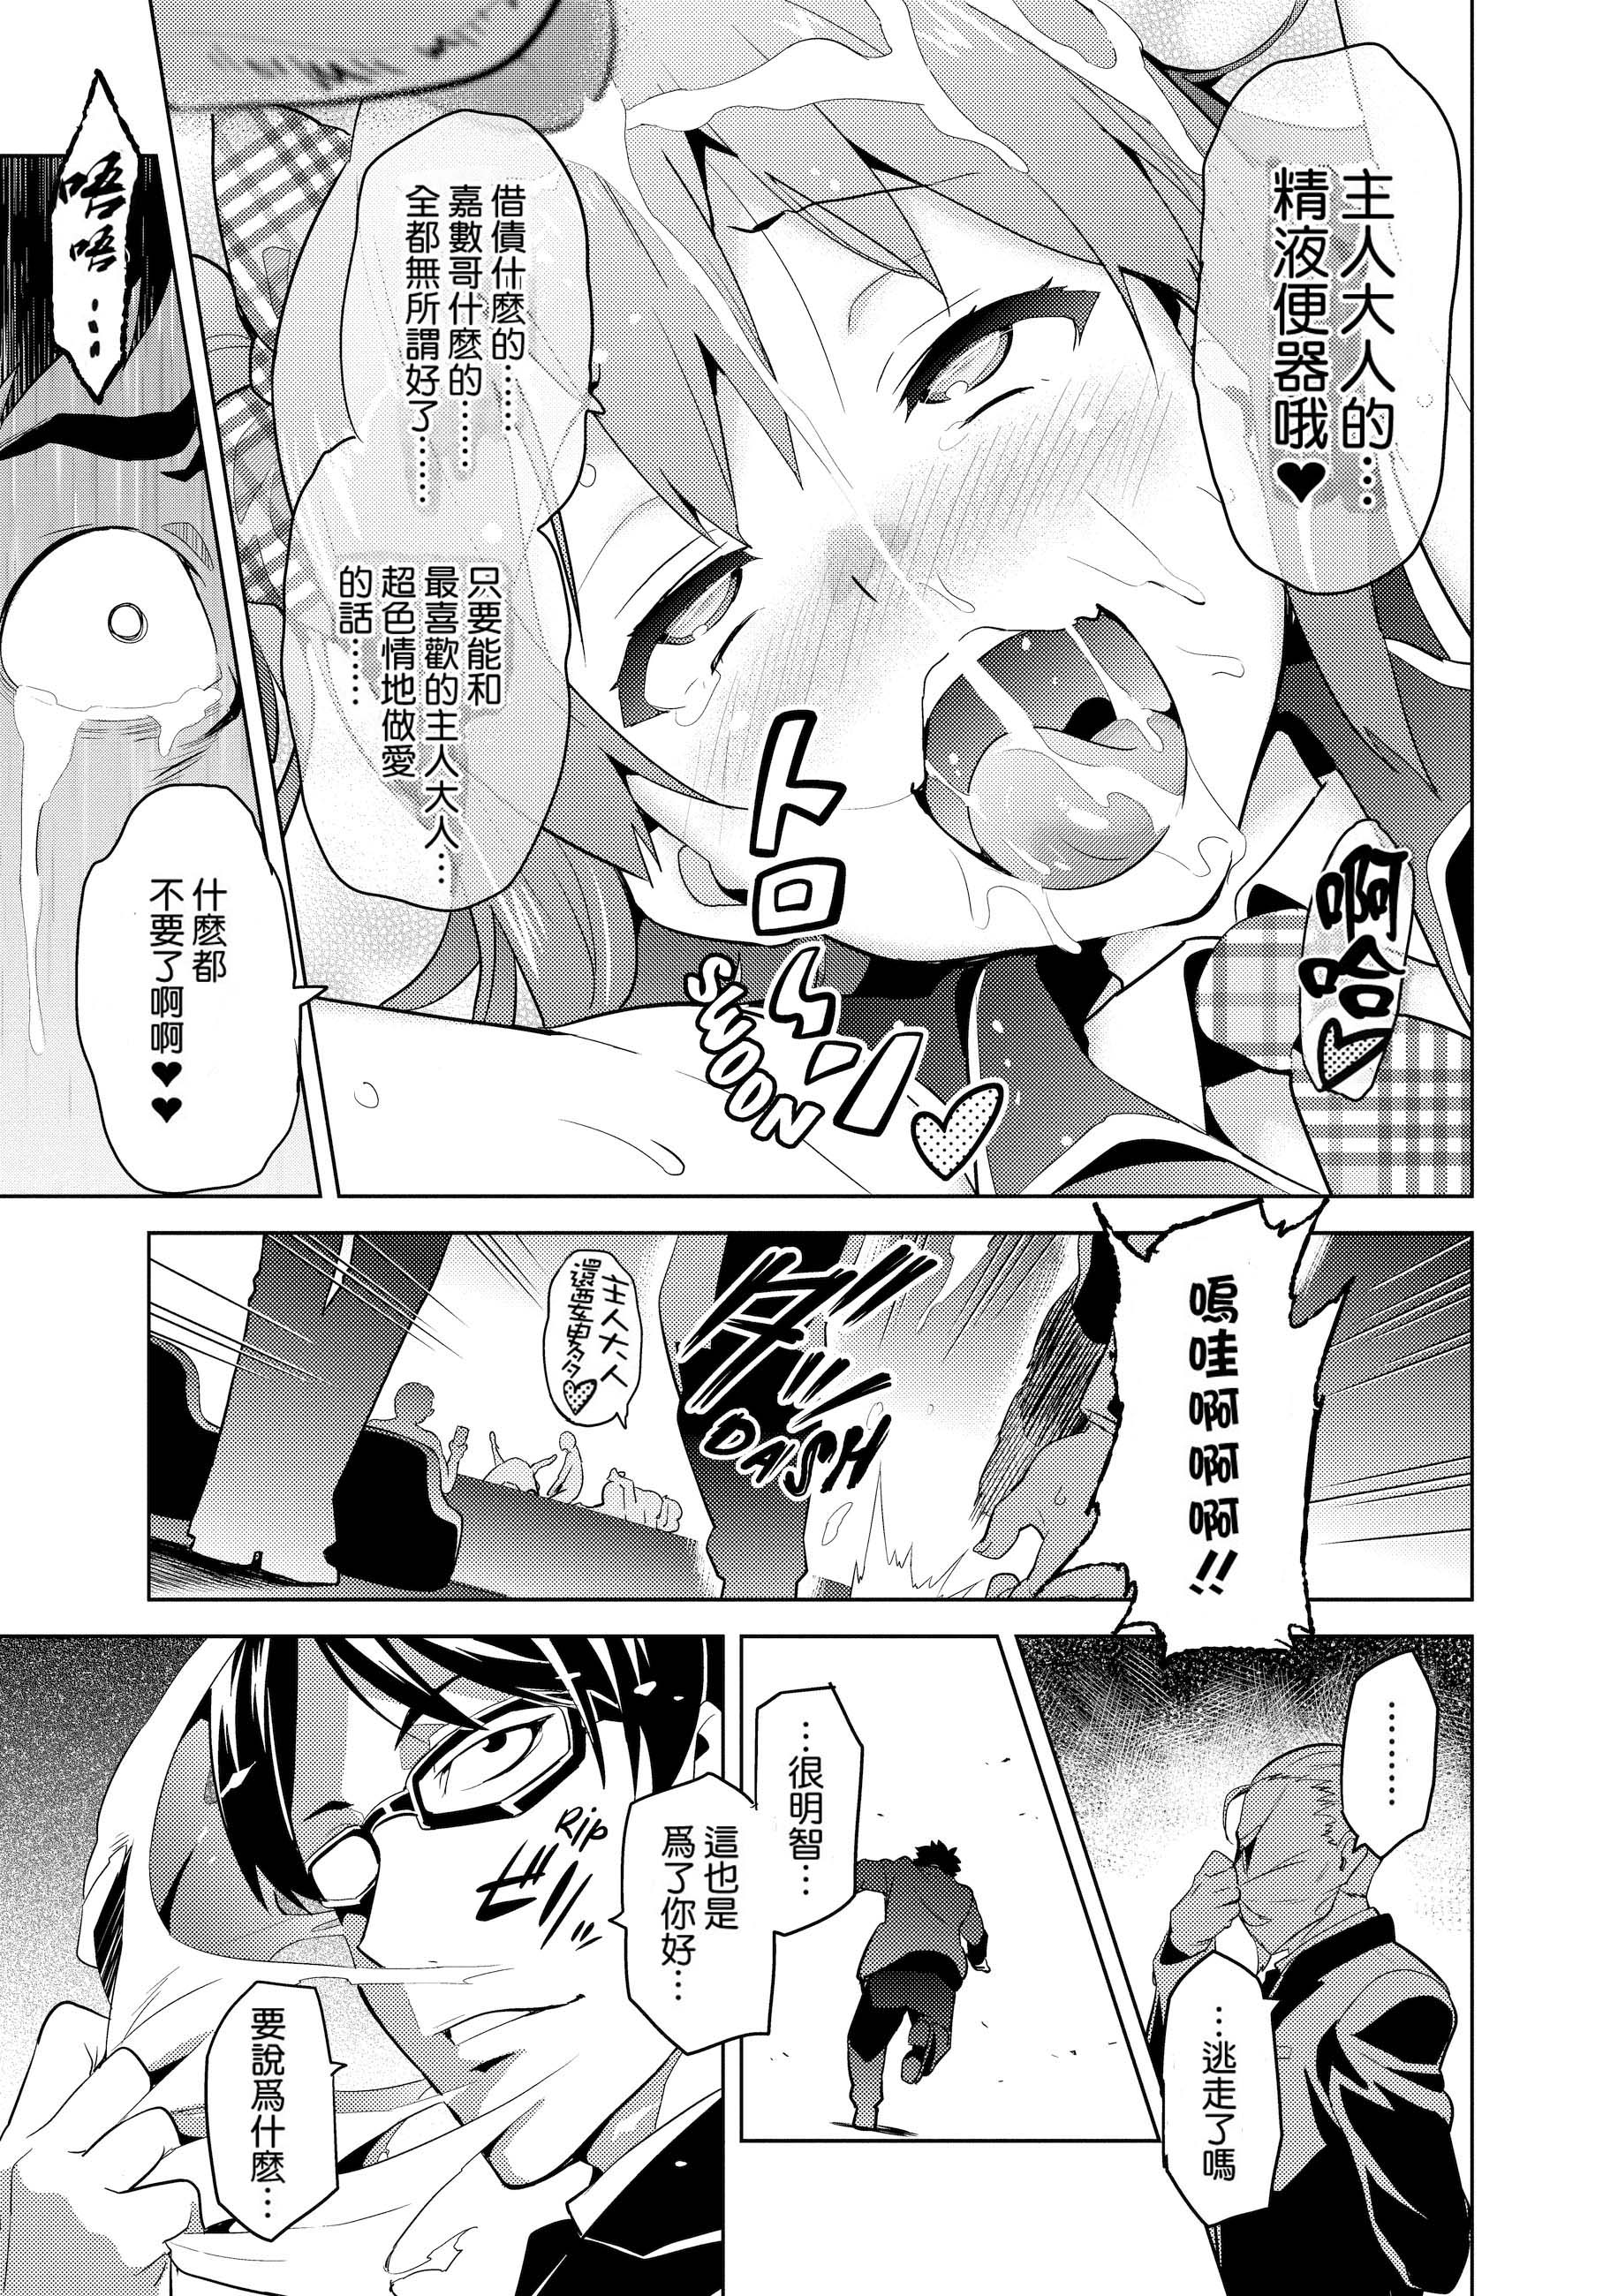 主人大人的…
精液便器哦♥
借債什麼的……
嘉數哥什麼的……
全都無所謂好了……
只要能和
最喜歡的主人大人…
超色情地做愛
的話……
啊哈♡
トロォン
SWOON
唔唔…
什麼都
不要了啊啊♥♥
嗚哇啊啊啊!!
ダダッ
DASH
主人大人
還要更多♡
………
…逃走了嗎
…很明智…
這也是
爲了你好…
RIP
ビリッ
要說爲什麼…